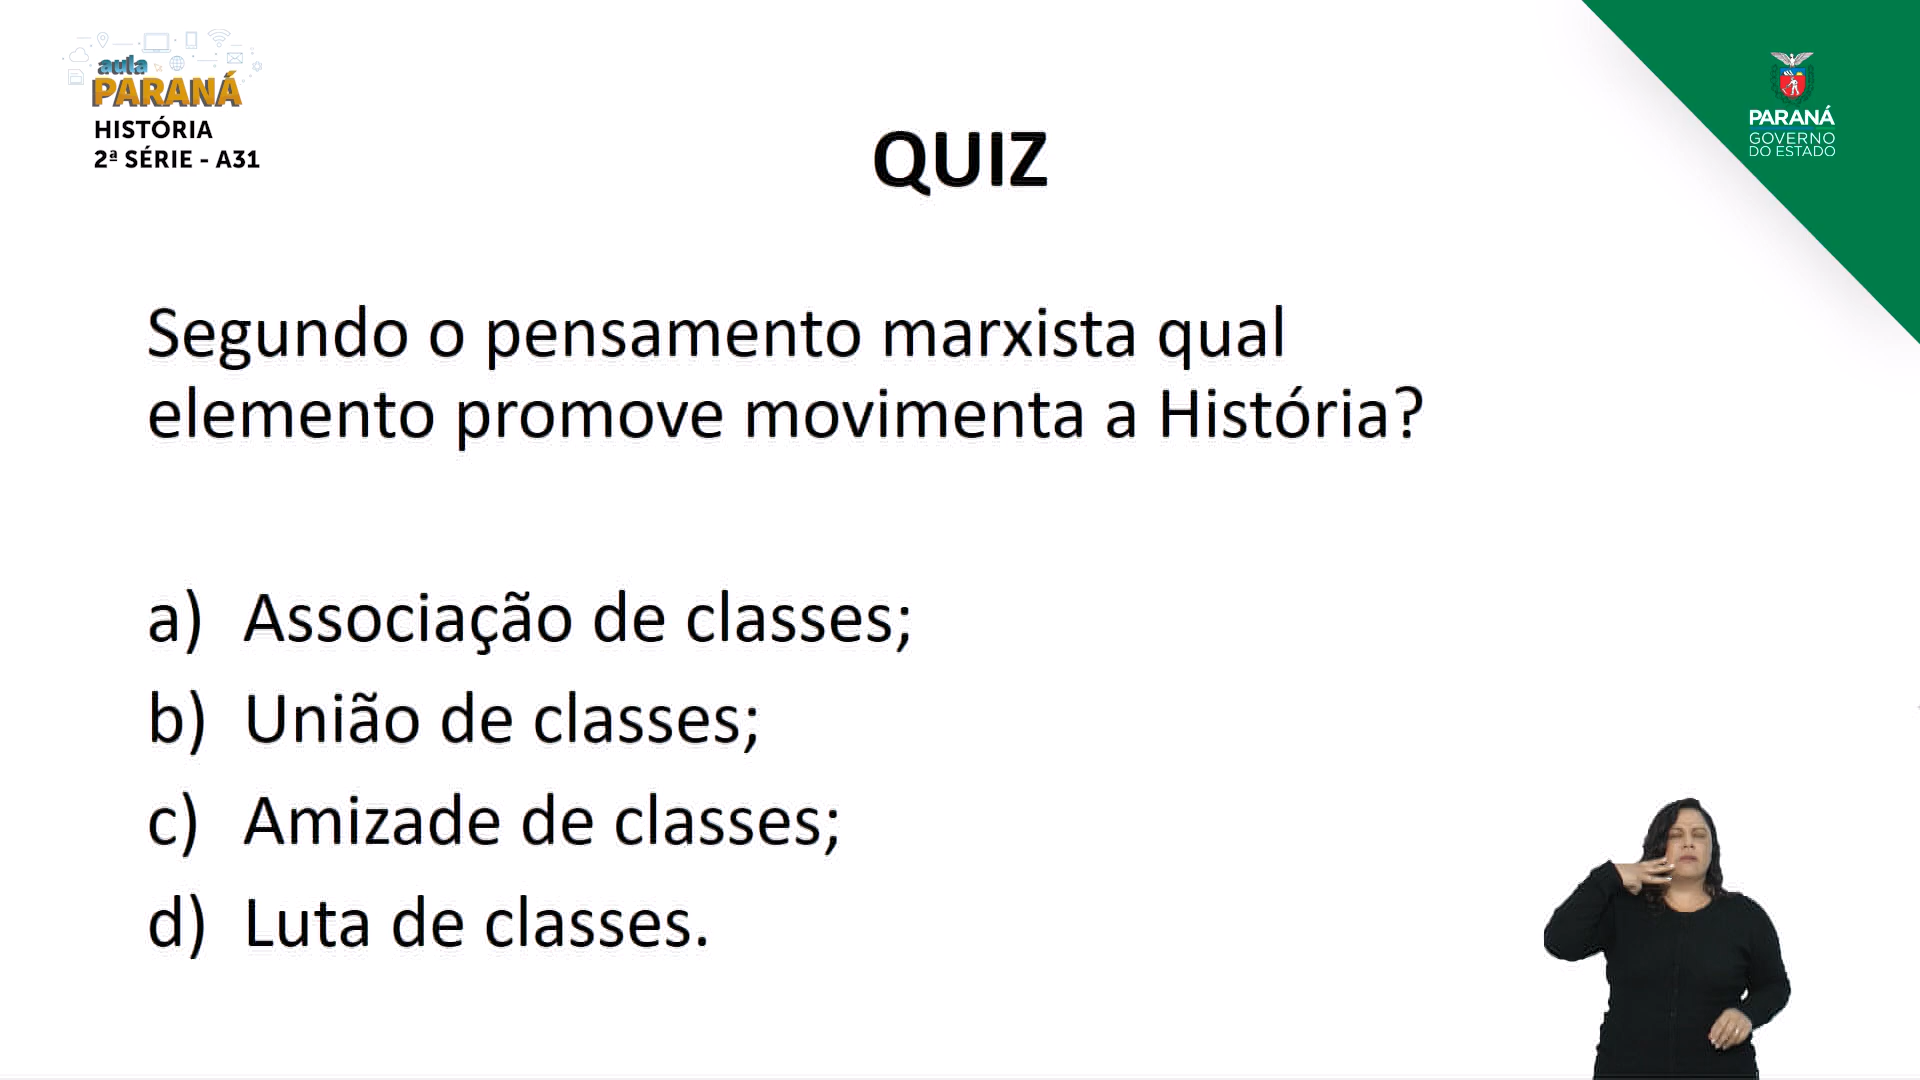 aula
PARANÁ
HISTÓRIA
2ª SÉRIE - A31
PARANÁ
GOVERNO
DO ESTADO
QUIZ
Segundo o pensamento marxista qual
elemento promove movimenta a História?
a) Associação de classes;
b) União de classes;
c) Amizade de classes;
d) Luta de classes.